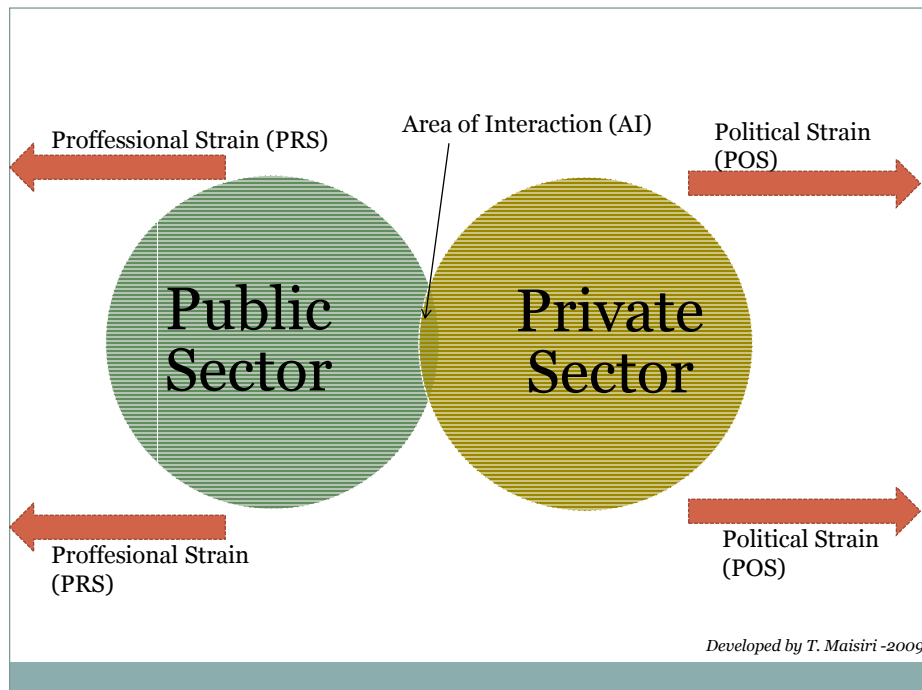 Area of Interaction (AI)
Proffessional Strain (PRS)
Political Strain
(POS)
Public
Sector
Private
Sector
Proffesional Strain
(PRS)
Political Strain
(POS)
Developed by T. Maisiri -2009